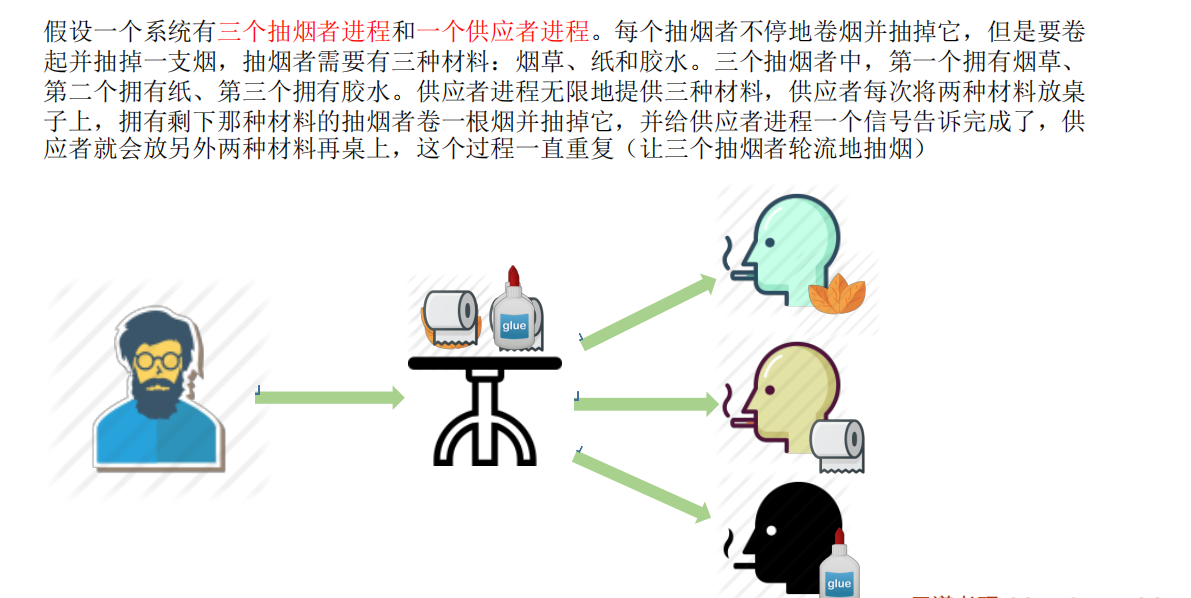 假设一个系统有三个抽烟者进程和一个供应者进程。每个抽烟者不停地卷烟并抽掉它，但是要卷
起并抽掉一支烟，抽烟者需要有三种材料：烟草、纸和胶水。三个抽烟者中，第一个拥有烟草、
第二个拥有纸、第三个拥有胶水。供应者进程无限地提供三种材料，供应者每次将两种材料放桌
子上，拥有剩下那种材料的抽烟者卷一根烟并抽掉它，并给供应者进程一个信号告诉完成了，供
应者就会放另外两种材料再桌上，这个过程一直重复（让三个抽烟者轮流地抽烟）
glue
glue